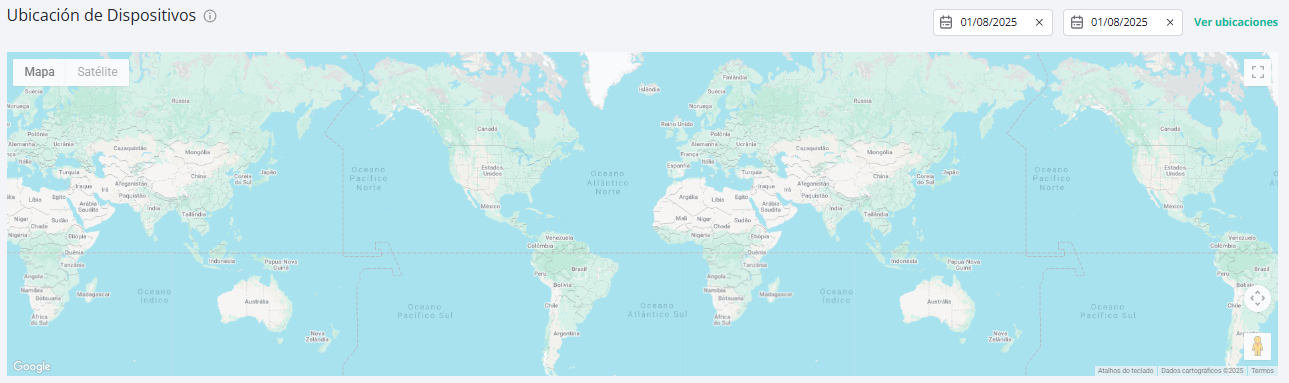 Ubicación de Dispositivos
01/08/2025
01/08/2025
Ver ubicaciones
Mapa
Satélite
Islândia
Suécia
Finlândia
Noruega
Rússia
Canadá
Reino Unido
Polônia
Alemanha
Ucrânia
França
Itália
Espanha
Cazaquistão
Mongólia
Turquia
China
Coreia do Sul
Japão
Estados Unidos
Iraque
Irã
Afeganistão
Paquistão
Argélia
Líbia
Egito
Arábia Saudita
Índia
Tailândia
México
Mali
Níger
Sudão
Nigéria
Etiópia
Venezuela
Colômbia
Quênia
Tanzânia
Indonésia
Papua Nova Guiné
Peru
Brasil
Bolívia
Angola
Namíbia
Botsuana
Madagascar
África do Sul
Austrália
Nova Zelândia
Chile
Argentina
Oceano Pacífico Norte
Oceano Atlântico Norte
Oceano Índico
Oceano Pacífico Sul
Oceano Atlântico Sul
Google
Atalhos do teclado
Dados cartográficos ©2025
Termos